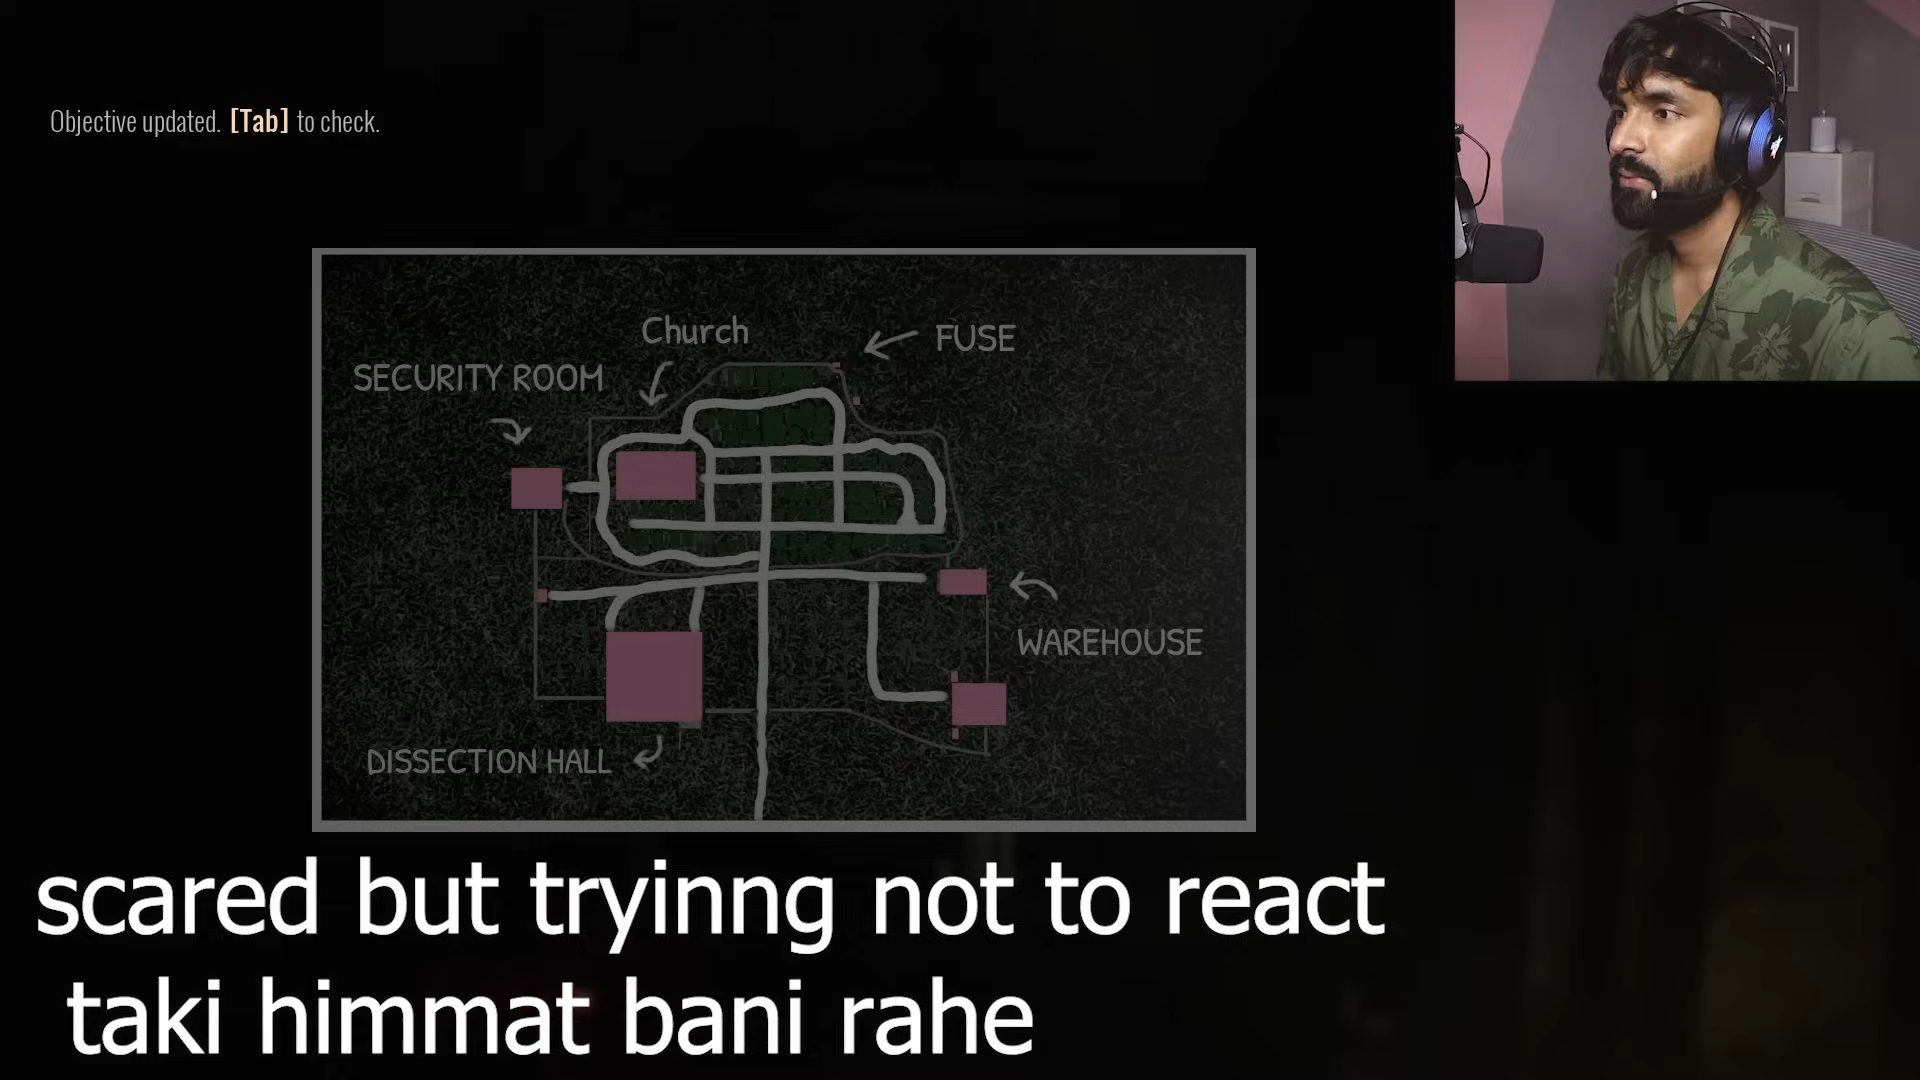 Objective updated. [Tab] to check.
Church
FUSE
SECURITY ROOM
WAREHOUSE
DISSECTION HALL
scared but tryinng not to react
taki himmat bani rahe